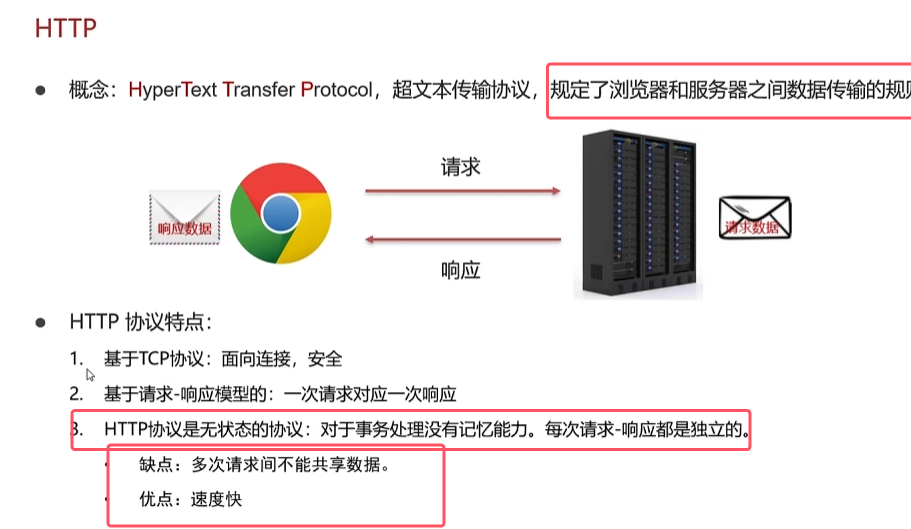 HTTP
● 概念：HyperText Transfer Protocol，超文本传输协议，规定了浏览器和服务器之间数据传输的规则
请求
响应数据
请求数据
响应
● HTTP 协议特点：
1. 基于TCP协议：面向连接，安全
2. 基于请求-响应模型的：一次请求对应一次响应
3. HTTP协议是无状态的协议：对于事务处理没有记忆能力。每次请求-响应都是独立的。
• 缺点：多次请求间不能共享数据。
• 优点：速度快